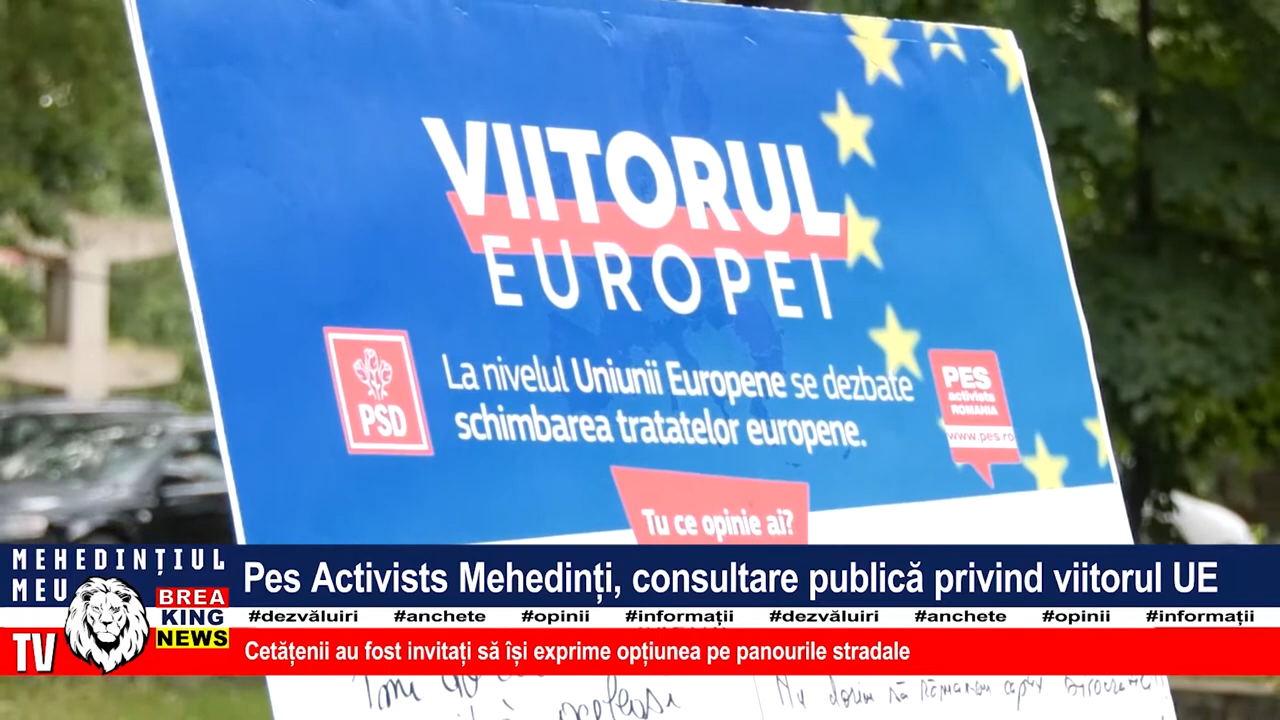 VIITORUL
EUROPEI
PSD
La nivelul Uniunii Europene se dezbate
schimbarea tratatelor europene.
PES
activists
ROMANIA
www.pes.ro
Tu ce opinie ai?
MEHEDINȚIUL
MEU
TV
BREA
KING
NEWS
Pes Activists Mehedinți, consultare publică privind viitorul UE
#dezvăluiri #anchete #opinii #informații #dezvăluiri #anchete #opinii #informații
Cetățenii au fost invitați să își exprime opțiunea pe panourile stradale